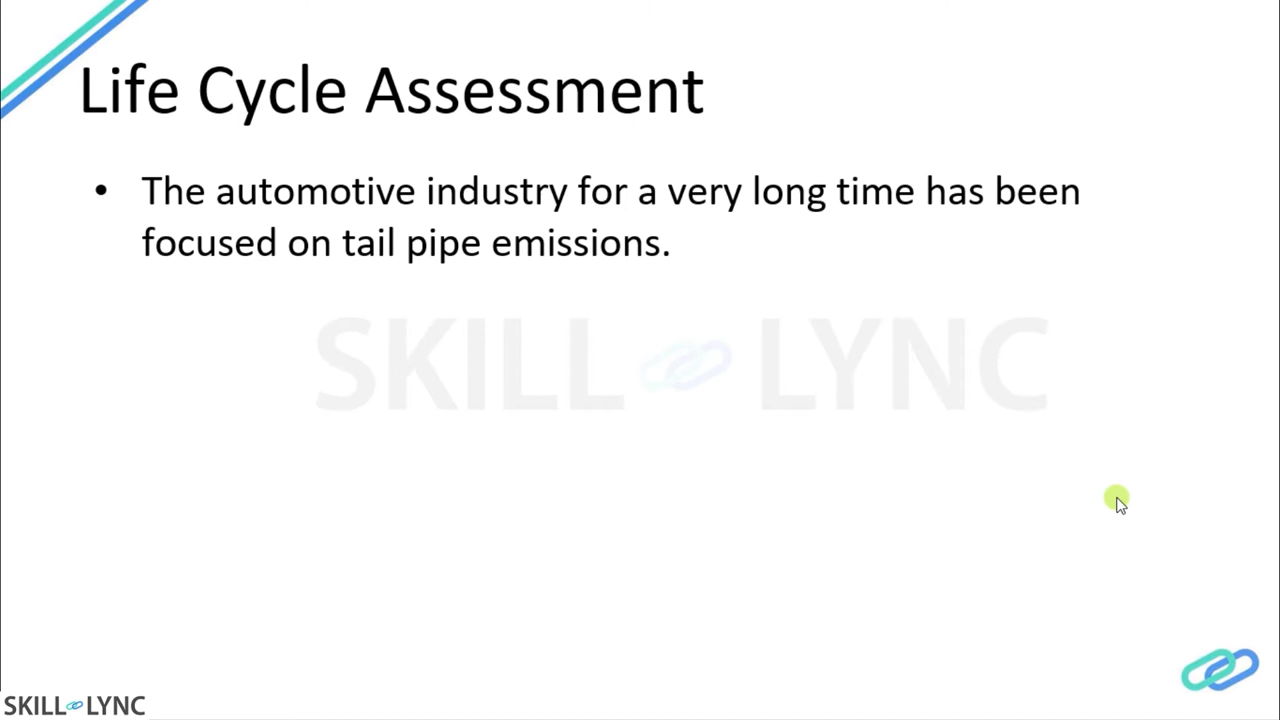 Life Cycle Assessment
• The automotive industry for a very long time has been
focused on tail pipe emissions.
SKILL LYNC
SKILL LYNC